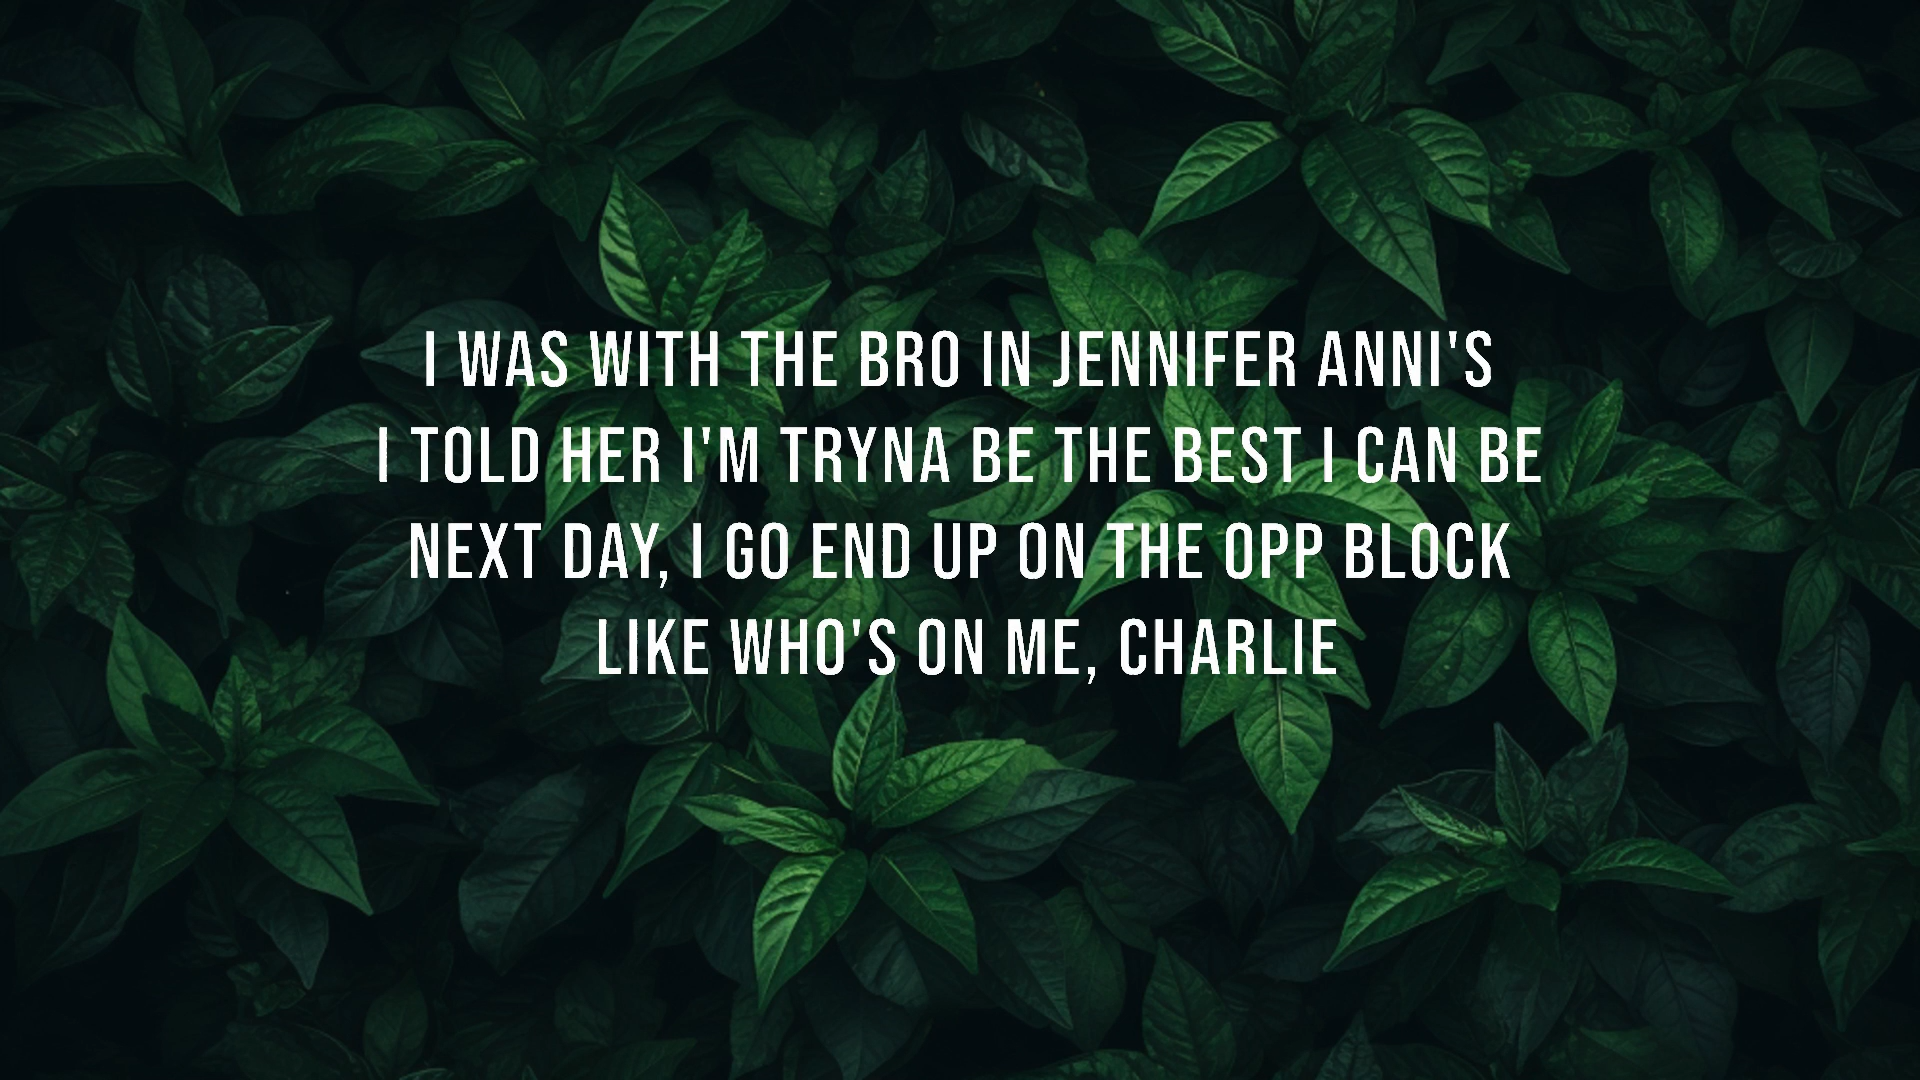 I WAS WITH THE BRO IN JENNIFER ANNI'S
I TOLD HER I'M TRYNA BE THE BEST I CAN BE
NEXT DAY, I GO END UP ON THE OPP BLOCK
LIKE WHO'S ON ME, CHARLIE